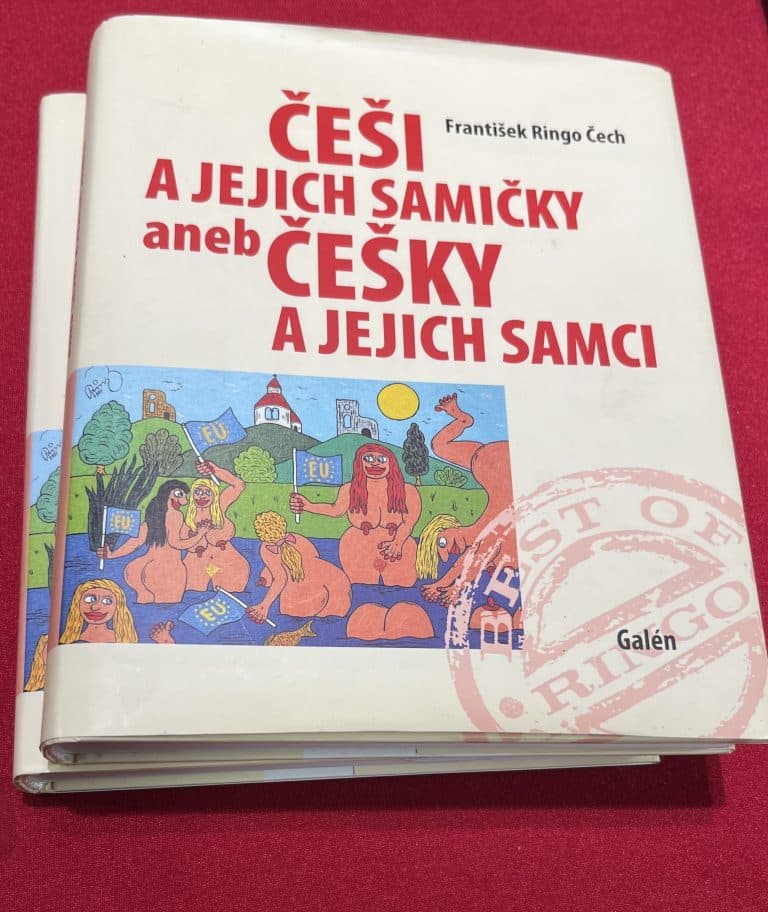 František Ringo Čech
ČEŠI
A JEJICH SAMIČKY
aneb ČEŠKY
A JEJICH SAMCI
EU
EU
EU
EU
BEST OF
RINGO
Galén